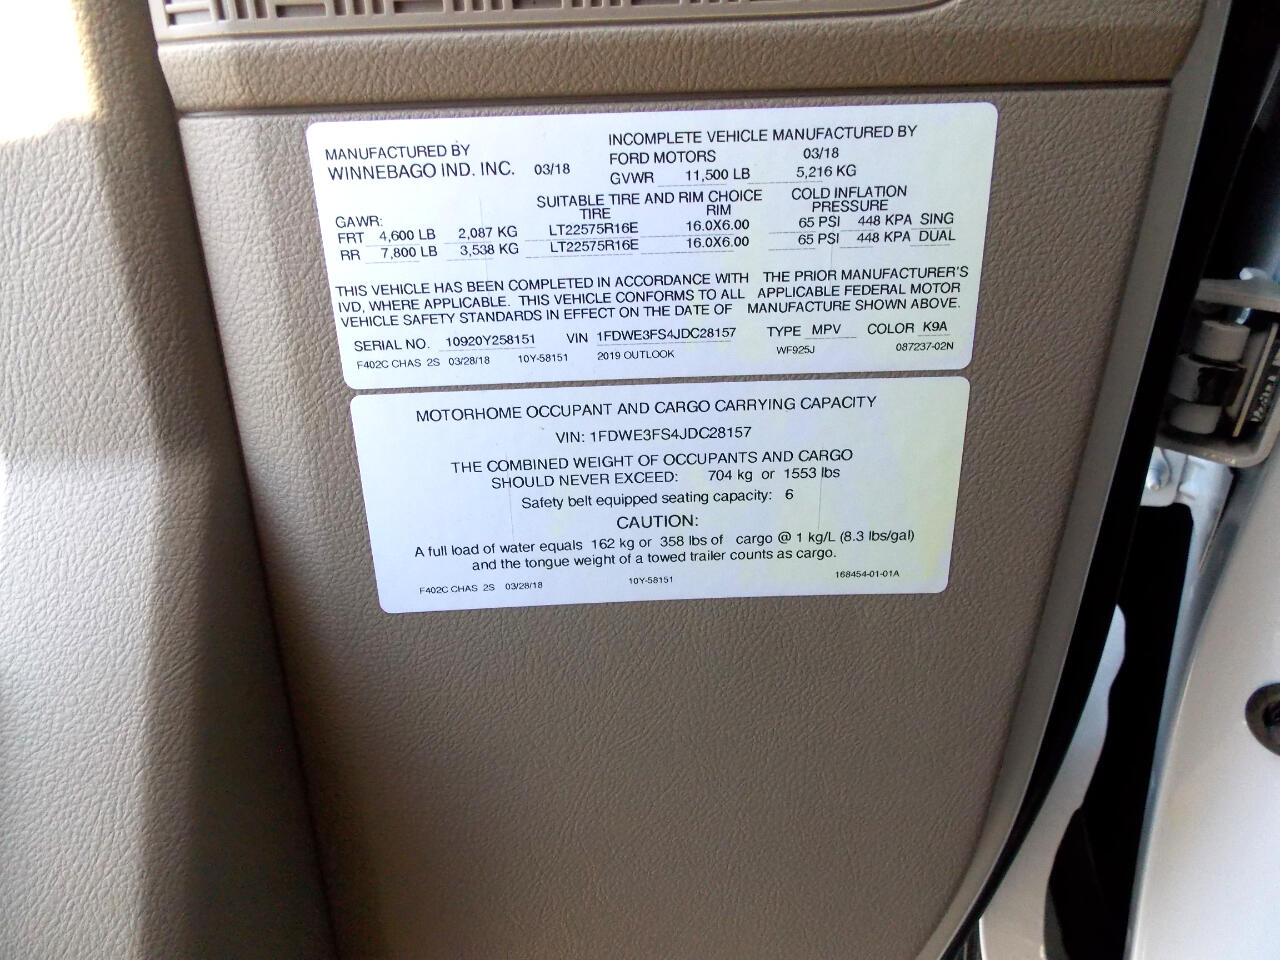 MANUFACTURED BY
WINNEBAGO IND. INC. 03/18
INCOMPLETE VEHICLE MANUFACTURED BY
FORD MOTORS 03/18
GVWR 11,500 LB 5,216 KG
SUITABLE TIRE AND RIM CHOICE
TIRE RIM
COLD INFLATION
PRESSURE
GAWR:
FRT 4,600 LB 2,087 KG LT22575R16E 16.0X6.00 65 PSI 448 KPA SING
RR 7,800 LB 3,538 KG LT22575R16E 16.0X6.00 65 PSI 448 KPA DUAL
THIS VEHICLE HAS BEEN COMPLETED IN ACCORDANCE WITH THE PRIOR MANUFACTURER'S
IVD, WHERE APPLICABLE. THIS VEHICLE CONFORMS TO ALL APPLICABLE FEDERAL MOTOR
VEHICLE SAFETY STANDARDS IN EFFECT ON THE DATE OF MANUFACTURE SHOWN ABOVE.
SERIAL NO. 10920Y258151 VIN 1FDWE3FS4JDC28157 TYPE MPV COLOR K9A
F402C CHAS 2S 03/28/18 10Y-58151 2019 OUTLOOK WF925J 087237-02N
MOTORHOME OCCUPANT AND CARGO CARRYING CAPACITY
VIN: 1FDWE3FS4JDC28157
THE COMBINED WEIGHT OF OCCUPANTS AND CARGO
SHOULD NEVER EXCEED: 704 kg or 1553 lbs
Safety belt equipped seating capacity: 6
CAUTION:
A full load of water equals 162 kg or 358 lbs of cargo @ 1 kg/L (8.3 lbs/gal)
and the tongue weight of a towed trailer counts as cargo.
F402C CHAS 2S 03/28/18 10Y-58151 168454-01-01A